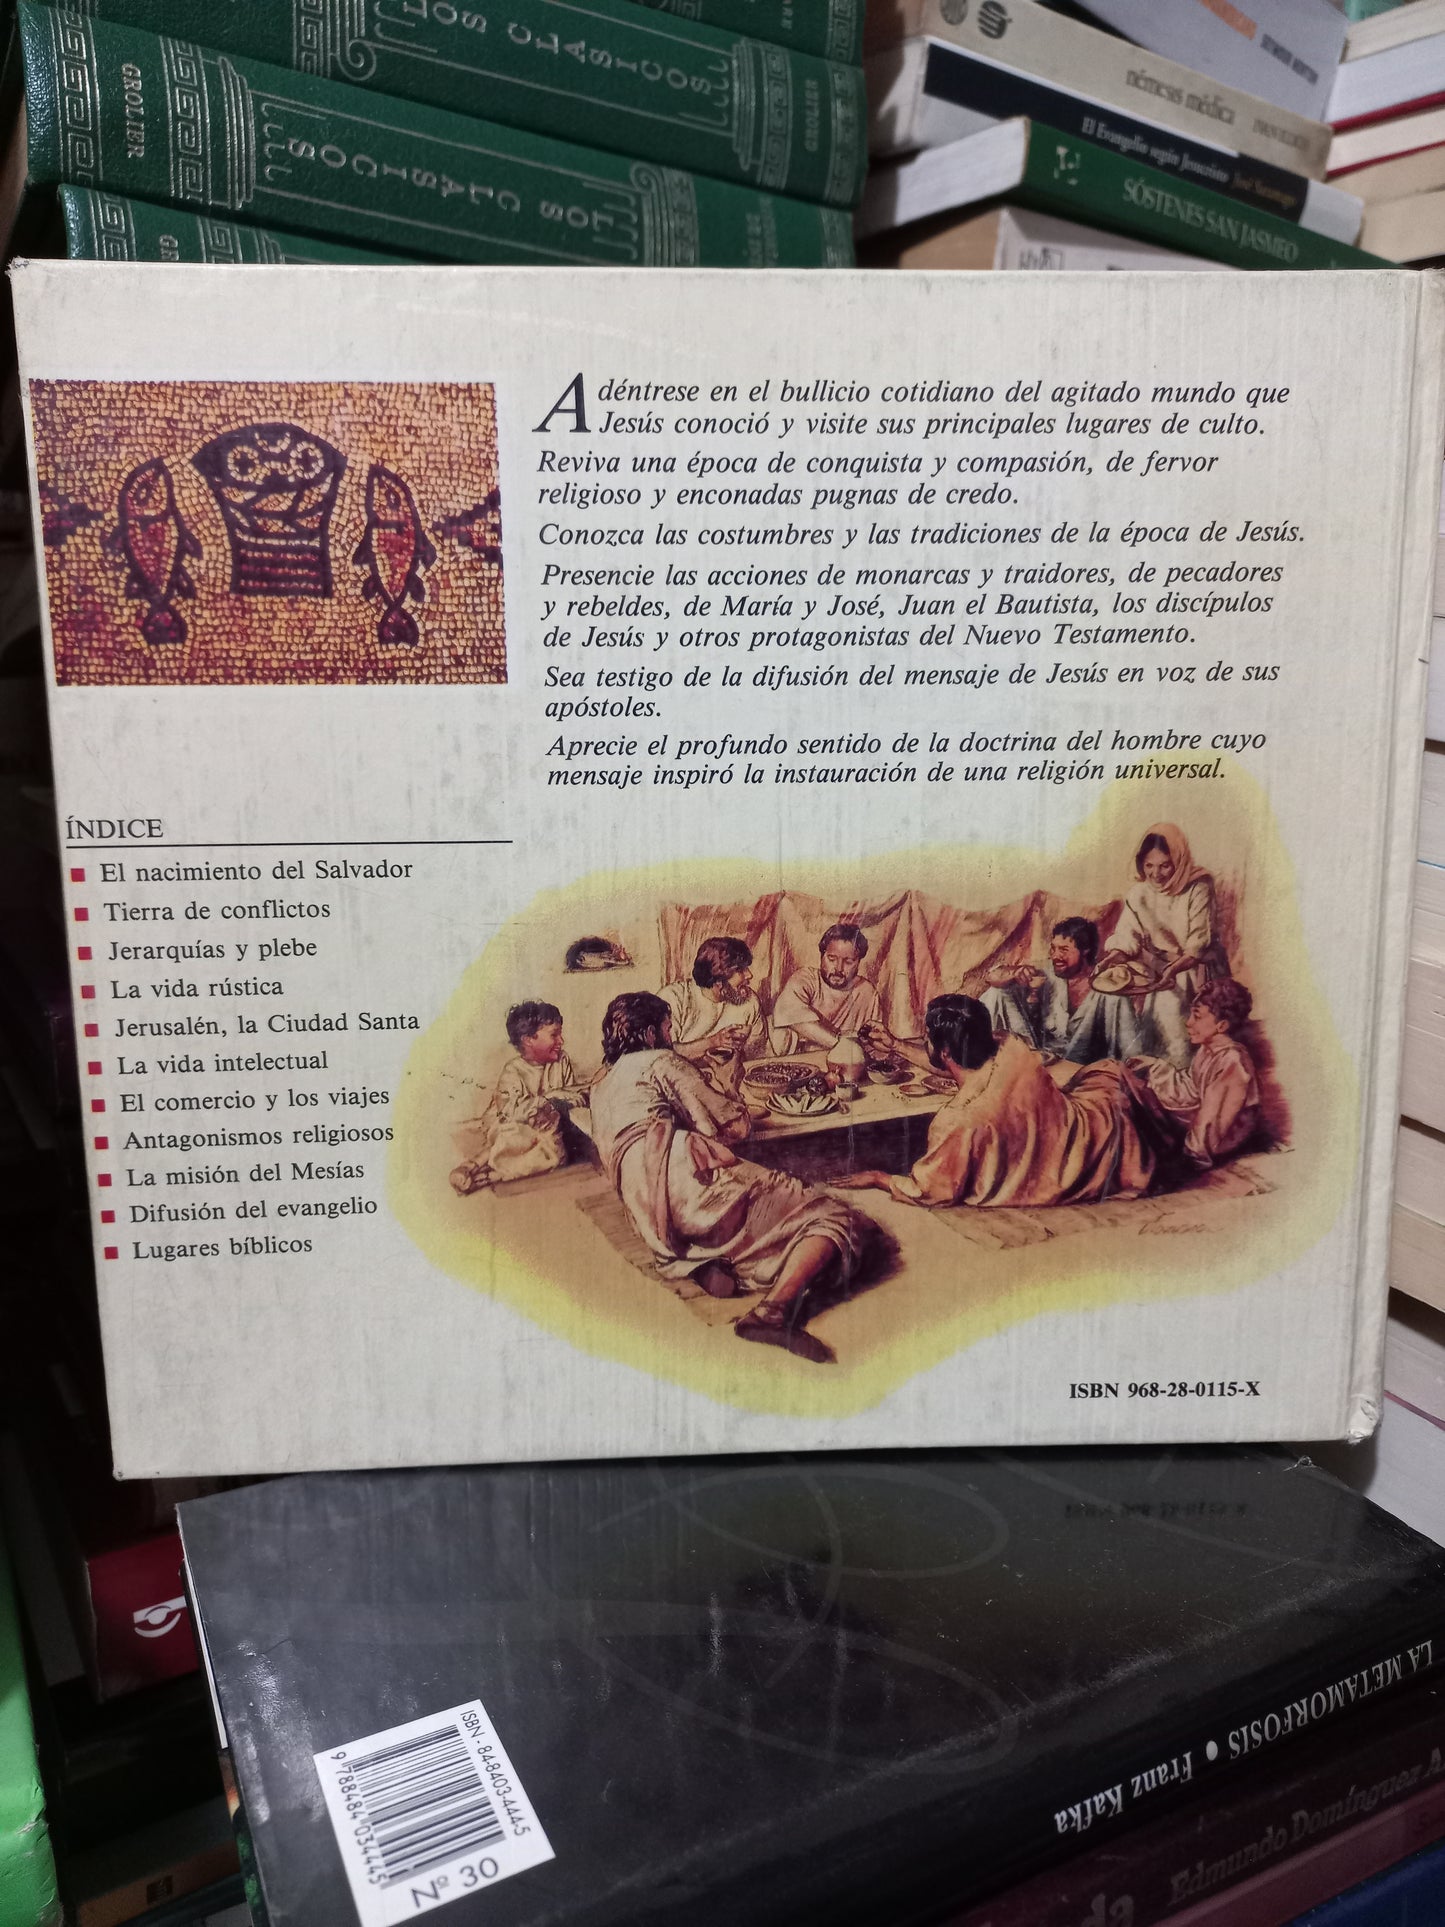 LOS CLASICOS
GROLIER
GROLIER
LOS CLASICOS
némesis médica
El Evangelio según Jesucristo José Saramago
SÓSTENES SAN JASMEO
Adéntrese en el bullicio cotidiano del agitado mundo que
Jesús conoció y visite sus principales lugares de culto.
Reviva una época de conquista y compasión, de fervor
religioso y enconadas pugnas de credo.
Conozca las costumbres y las tradiciones de la época de Jesús.
Presencie las acciones de monarcas y traidores, de pecadores
y rebeldes, de María y José, Juan el Bautista, los discípulos
de Jesús y otros protagonistas del Nuevo Testamento.
Sea testigo de la difusión del mensaje de Jesús en voz de sus
apóstoles.
Aprecie el profundo sentido de la doctrina del hombre cuyo
mensaje inspiró la instauración de una religión universal.
ÍNDICE
El nacimiento del Salvador
Tierra de conflictos
Jerarquías y plebe
La vida rústica
Jerusalén, la Ciudad Santa
La vida intelectual
El comercio y los viajes
Antagonismos religiosos
La misión del Mesías
Difusión del evangelio
Lugares bíblicos
ISBN 968-28-0115-X
LA METAMORFOSIS • Franz Kafka
ISBN - 84-8403-444-5
9 788484 034445
Nº 30
Edmundo Domínguez A
da